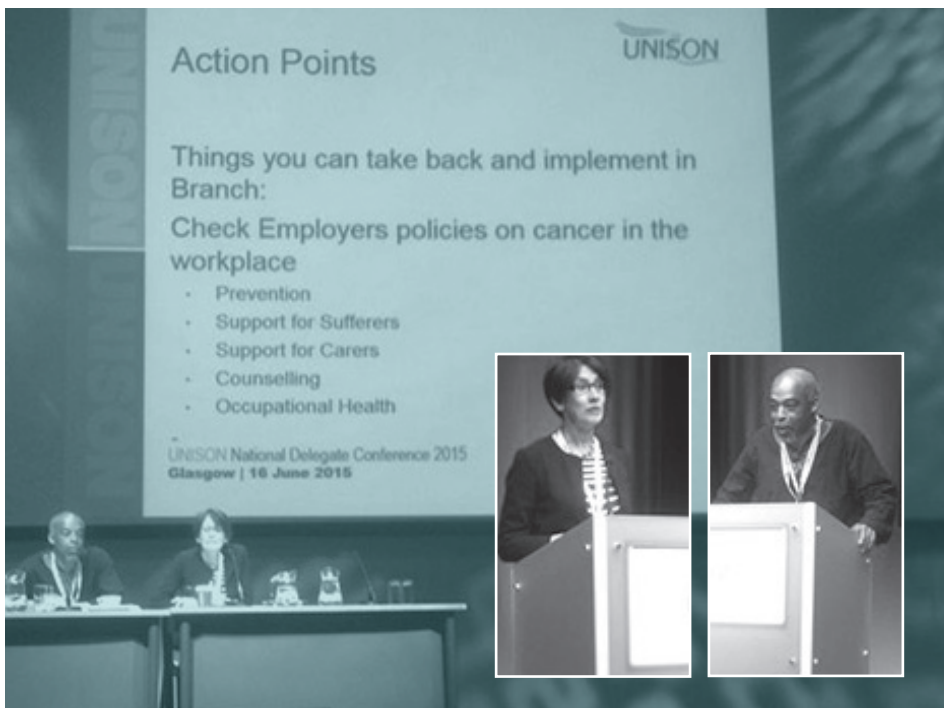 UNISON
UNISON
UNISON
Action Points
Things you can take back and implement in
Branch:
Check Employers policies on cancer in the
workplace
· Prevention
· Support for Sufferers
· Support for Carers
· Counselling
· Occupational Health
-
UNISON National Delegate Conference 2015
Glasgow | 16 June 2015